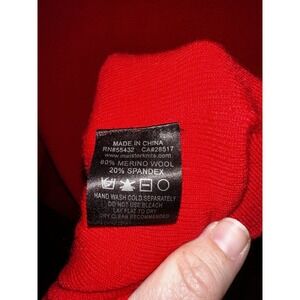 MADE IN CHINA
RN#55432 CA#28517
www.meisterknits.com
80% MERINO WOOL
20% SPANDEX
HAND WASH COLD SEPARATELY
DO NOT USE BLEACH
LAY FLAT TO DRY
DRY CLEAN RECOMMENDED